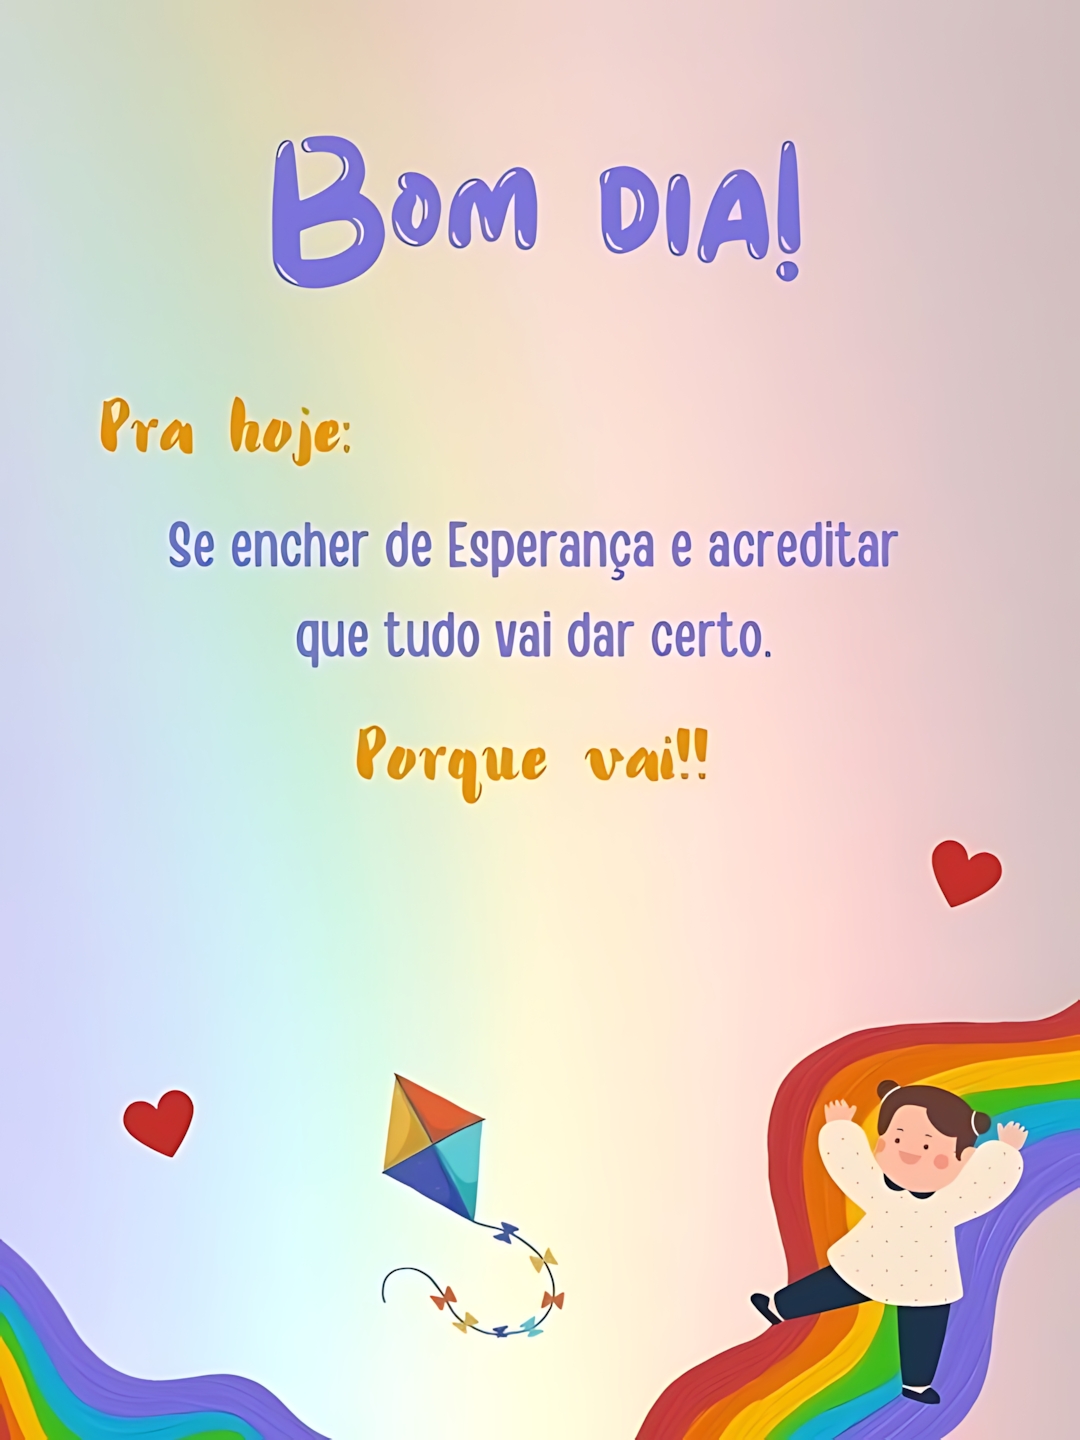 Bom dia!
Pra hoje:
Se encher de Esperança e acreditar
que tudo vai dar certo.
Porque vai!!